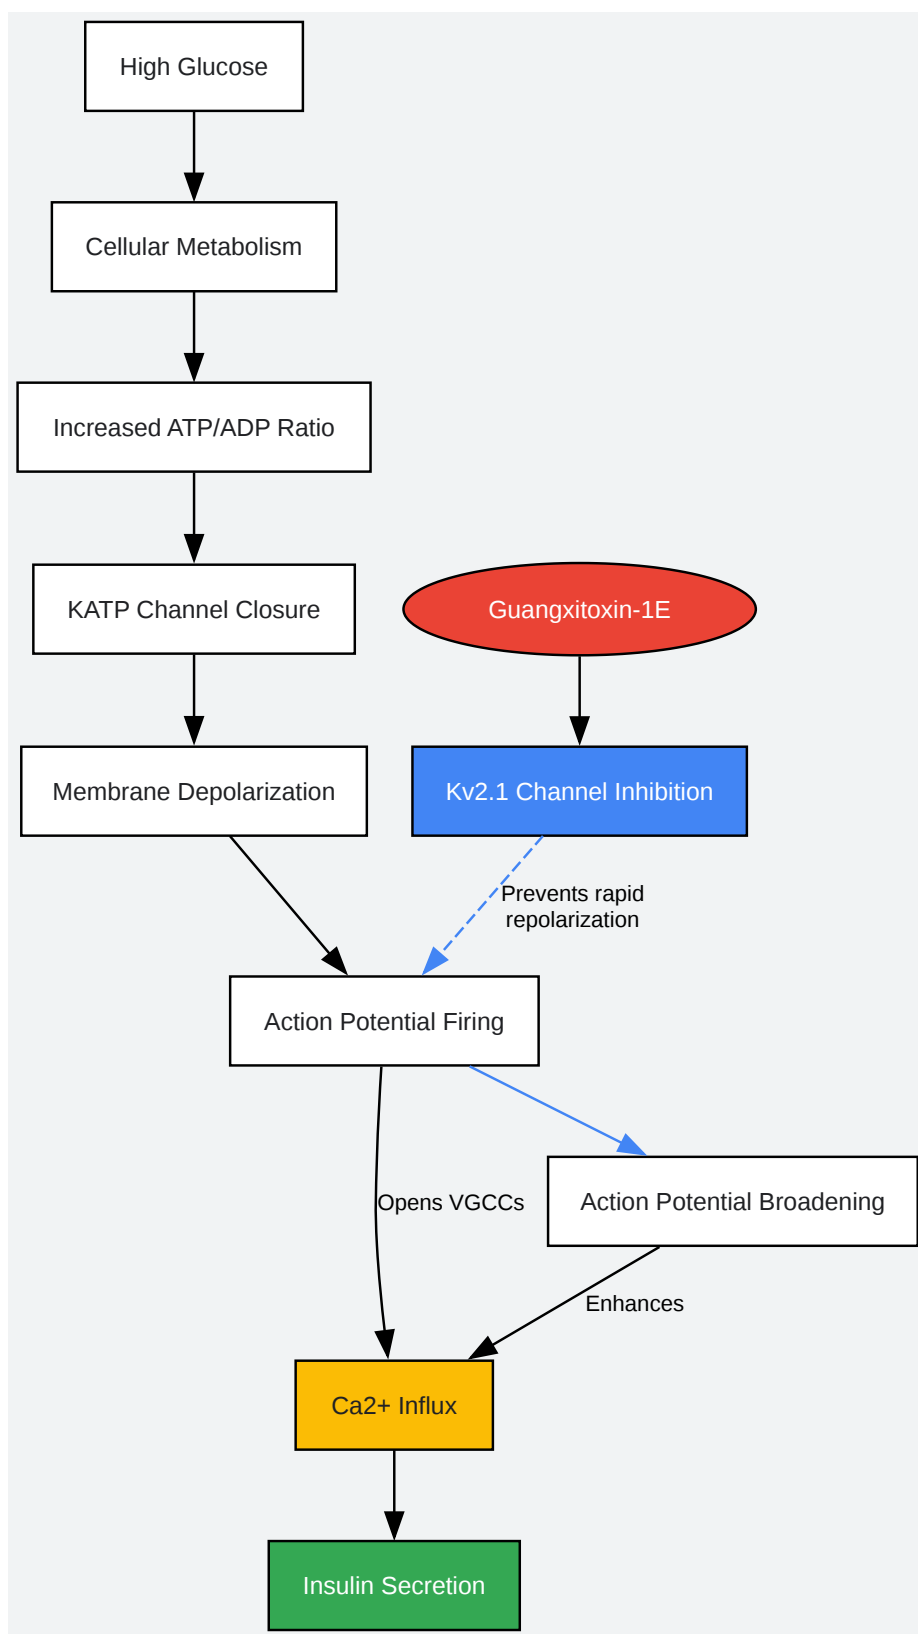 High Glucose
Cellular Metabolism
Increased ATP/ADP Ratio
KATP Channel Closure
Guangxitoxin-1E
Membrane Depolarization
Kv2.1 Channel Inhibition
Prevents rapid
repolarization
Action Potential Firing
Opens VGCCs
Action Potential Broadening
Enhances
Ca2+ Influx
Insulin Secretion